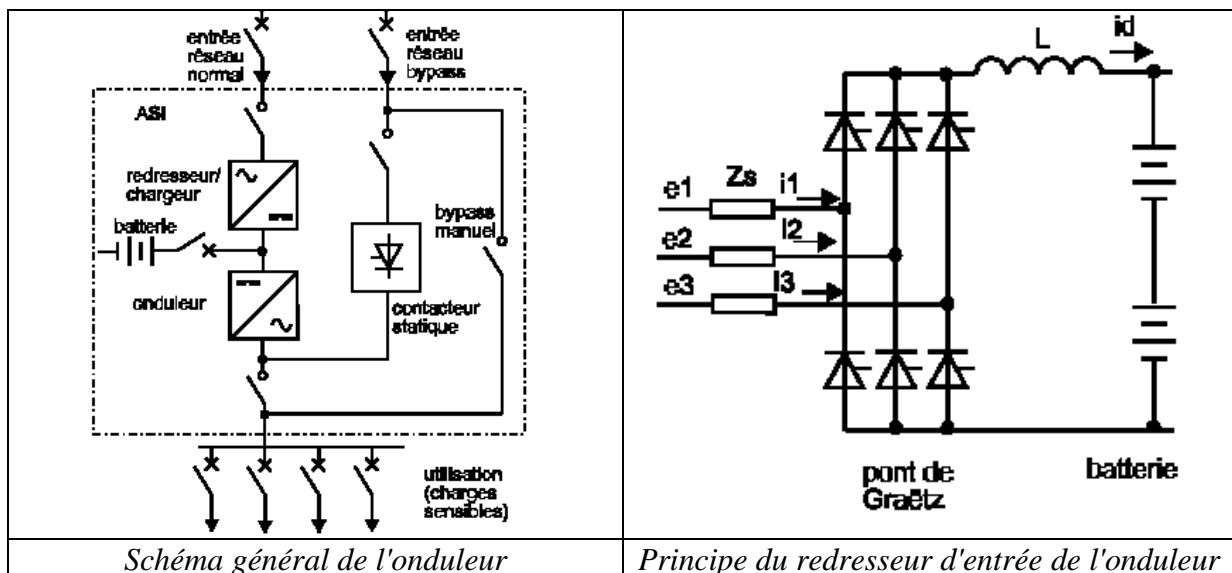 entrée
réseau
normal
entrée
réseau
bypass
ASI
redresseur/
chargeur
batterie
bypass
manuel
onduleur
contacteur
statique
utilisation
(charges
sensibles)
Schéma général de l'onduleur
L
id
Zs
e1
i1
e2
I2
e3
I3
pont de
Graëtz
batterie
Principe du redresseur d'entrée de l'onduleur